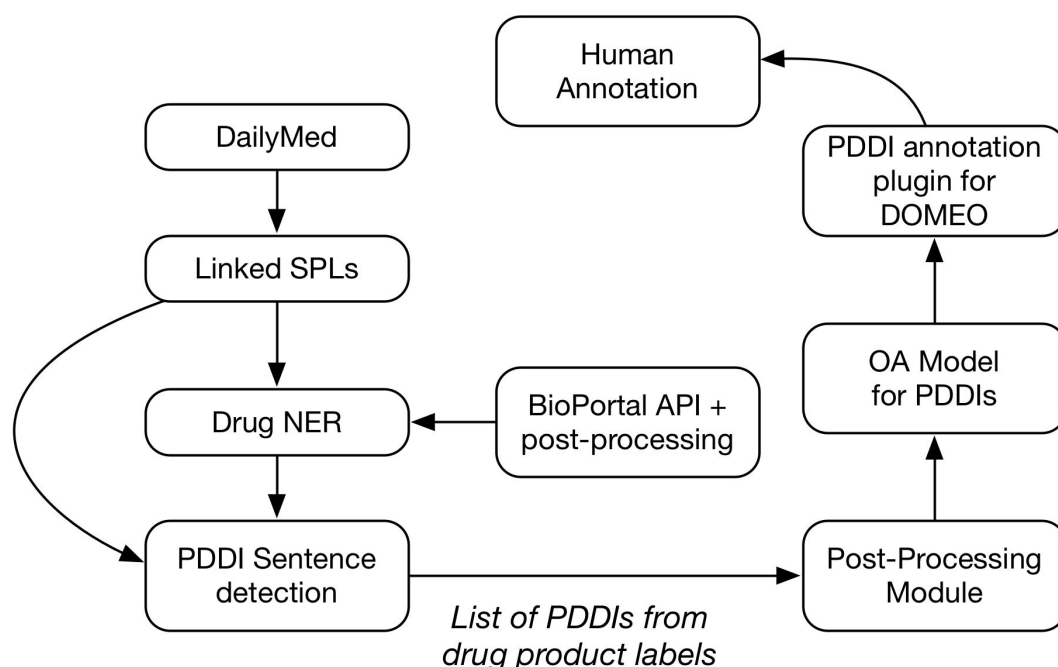 Human
Annotation
DailyMed
PDDI annotation
plugin for
DOMEO
Linked SPLs
OA Model
for PDDIs
Drug NER
BioPortal API +
post-processing
PDDI Sentence
detection
Post-Processing
Module
List of PDDIs from
drug product labels